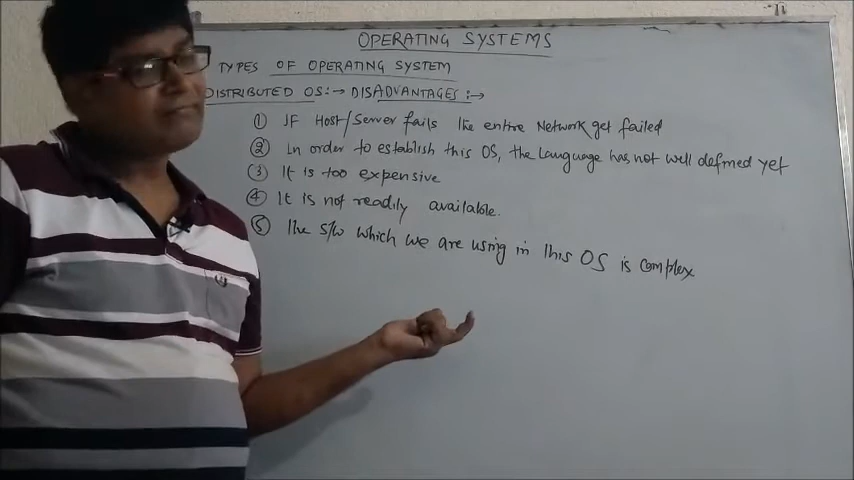 OPERATING SYSTEMS
TYPES OF OPERATING SYSTEM
DISTRIBUTED OS:→ DISADVANTAGES:→
① IF Host/Server fails the entire Network get failed
② In order to establish this OS, the Language has not well defined yet
③ It is too expensive
④ It is not readily available.
⑤ The S/W which we are using in this OS is complex